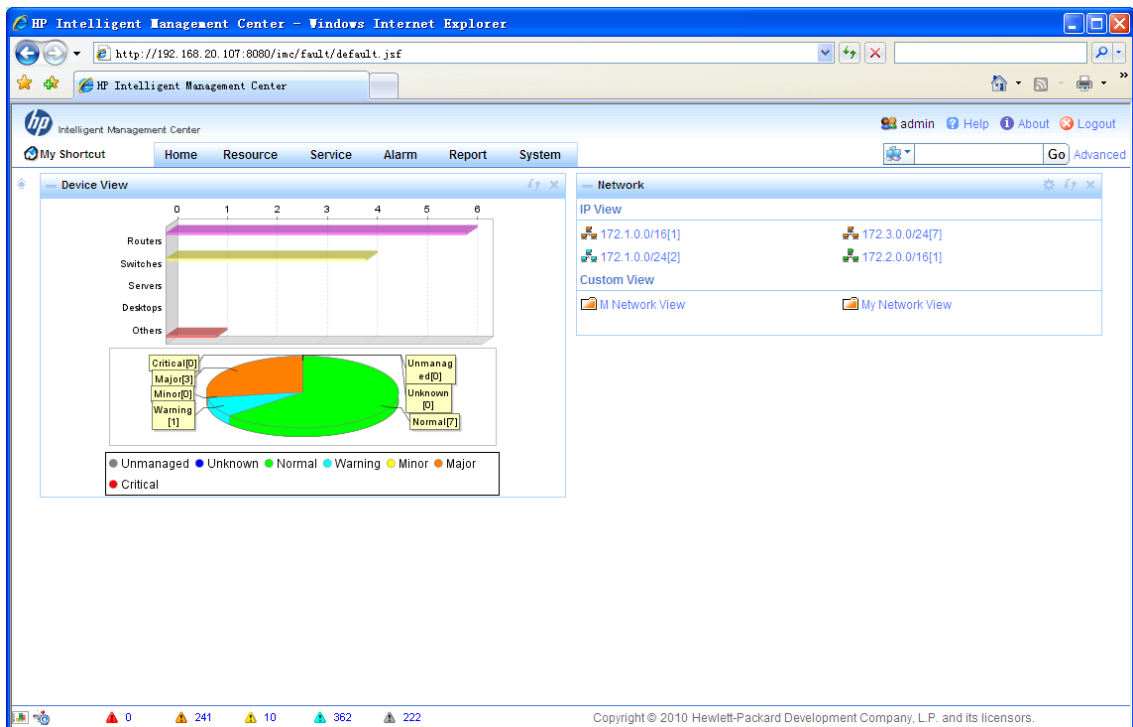 HP Intelligent Management Center - Windows Internet Explorer
http://192.168.20.107:8080/imc/fault/default.jsf
HP Intelligent Management Center
»
hp Intelligent Management Center
admin Help About Logout
My Shortcut Home Resource Service Alarm Report System Go Advanced
Device View
0 1 2 3 4 5 6
Routers
Switches
Servers
Desktops
Others
Critical[0]
Major[3]
Minor[0]
Warning
[1]
Unmanag
ed[0]
Unknown
[0]
Normal[7]
Unmanaged Unknown Normal Warning Minor Major
Critical
Network
IP View
172.1.0.0/16[1] 172.3.0.0/24[7]
172.1.0.0/24[2] 172.2.0.0/16[1]
Custom View
M Network View My Network View
0 241 10 362 222
Copyright © 2010 Hewlett-Packard Development Company, L.P. and its licensors.